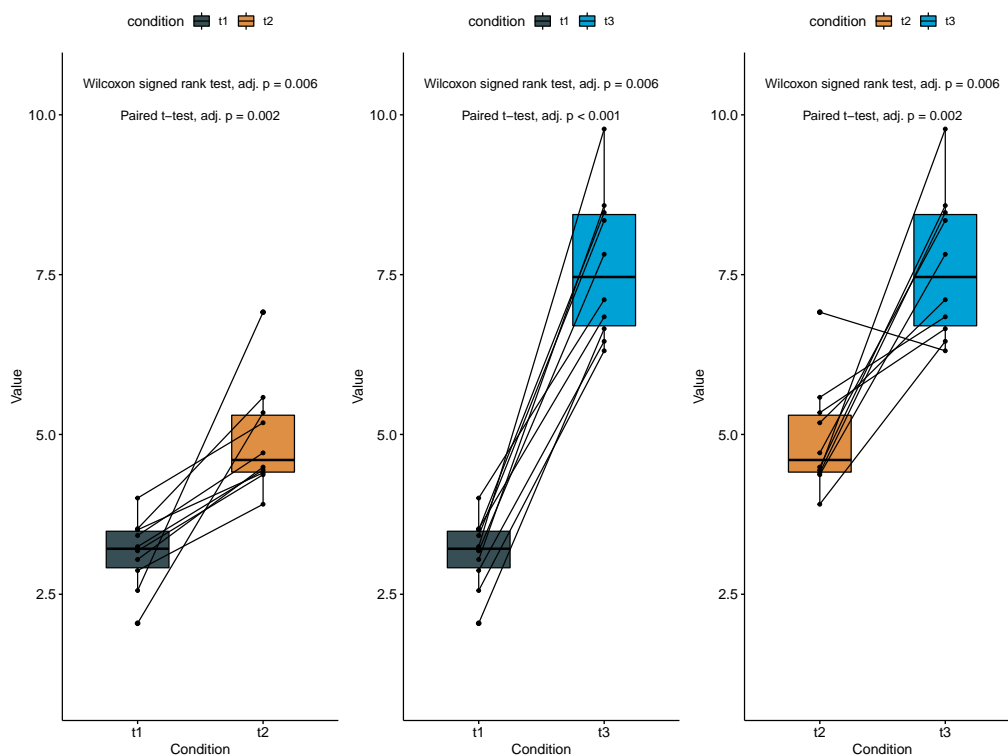 condition t1 t2
Wilcoxon signed rank test, adj. p = 0.006
Paired t−test, adj. p = 0.002
10.0
7.5
5.0
2.5
Value
t1 t2
Condition
condition t1 t3
Wilcoxon signed rank test, adj. p = 0.006
Paired t−test, adj. p < 0.001
10.0
7.5
5.0
2.5
Value
t1 t3
Condition
condition t2 t3
Wilcoxon signed rank test, adj. p = 0.006
Paired t−test, adj. p = 0.002
10.0
7.5
5.0
2.5
Value
t2 t3
Condition